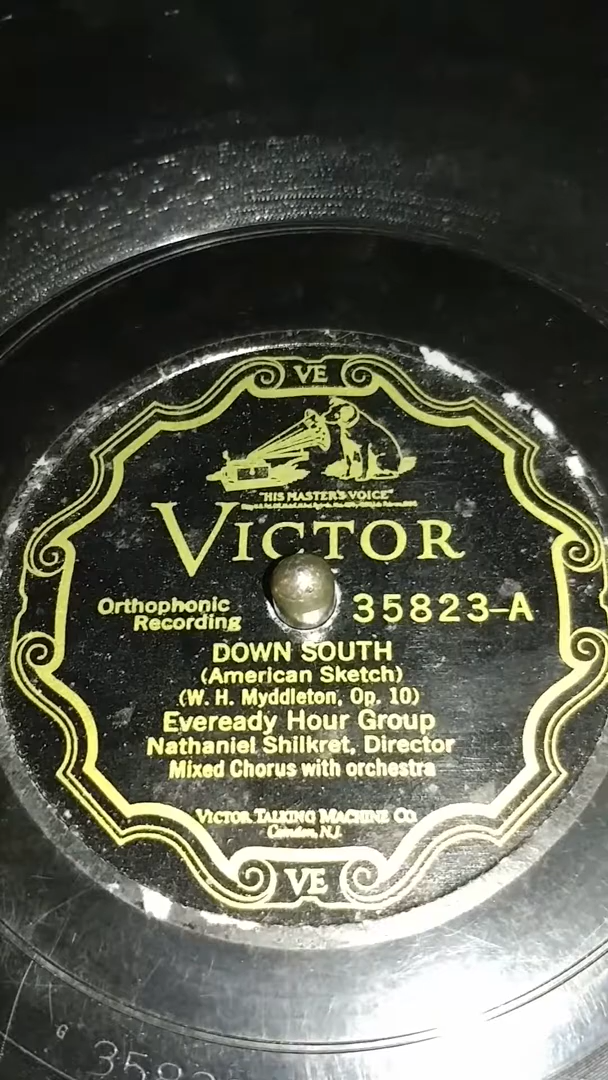 VE
"HIS MASTER'S VOICE"
VICTOR
Orthophonic
Recording
35823-A
DOWN SOUTH
(American Sketch)
(W. H. Myddleton, Op. 10)
Eveready Hour Group
Nathaniel Shilkret, Director
Mixed Chorus with orchestra
VICTOR TALKING MACHINE CO.
Camden, N.J.
VE
3582